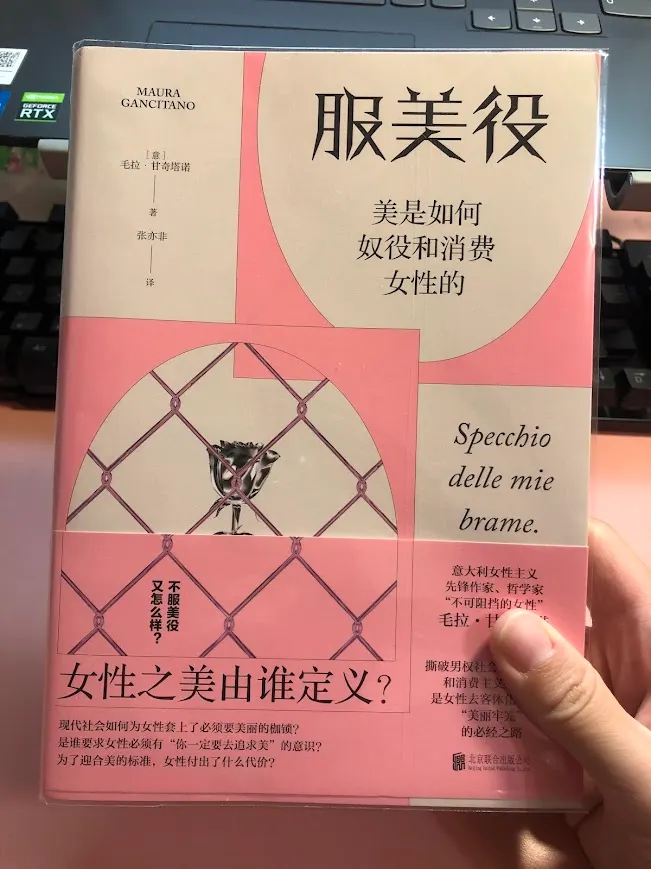 GEFORCE
RTX
MAURA
GANCITANO
[意]
毛拉·甘奇塔诺
著
张亦非
译
服美役
美是如何
奴役和消费
女性的
Specchio
delle mie
brame.
不服美役
又怎么样?
意大利女性主义
先锋作家、哲学家
“不可阻挡的女性”
毛拉·甘
撕破男权社会
和消费主义
是女性去客体化
“美丽牢笼
的必经之路
女性之美由谁定义?
现代社会如何为女性套上了必须要美丽的枷锁?
是谁要求女性必须有“你一定要去追求美”的意识?
为了迎合美的标准,女性付出了什么代价?
北京联合出版公司